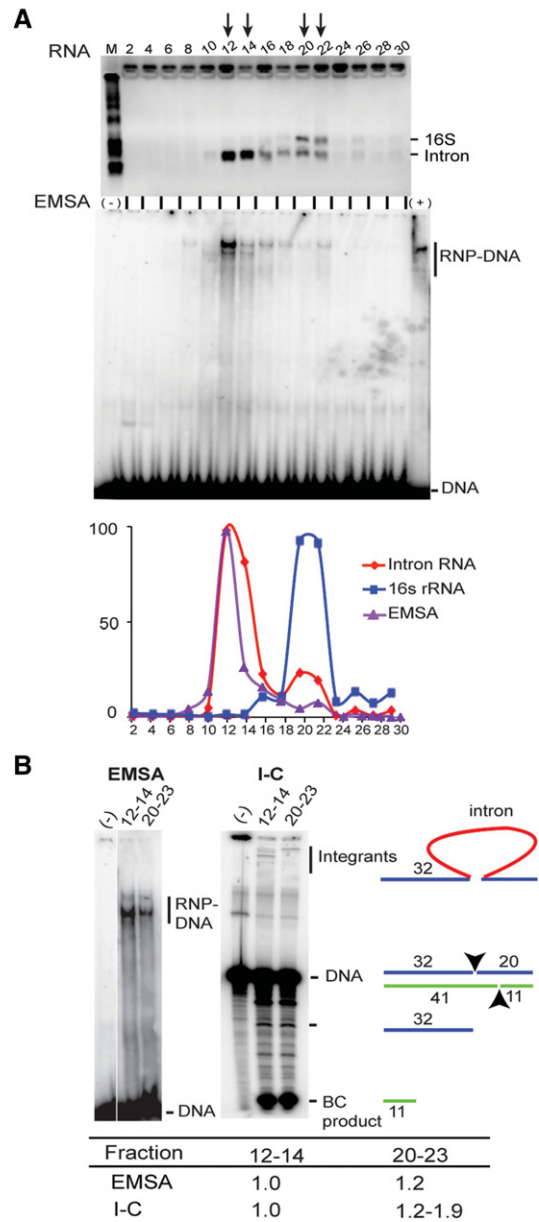 A
RNA M 2 4 6 8 10 12 14 16 18 20 22 24 26 28 30
16S
Intron
EMSA (-) (+)
RNP-DNA
DNA
100
50
0
Intron RNA
16s rRNA
EMSA
2 4 6 8 10 12 14 16 18 20 22 24 26 28 30
B
EMSA I-C
(-) 12-14 20-23 (-) 12-14 20-23
intron
Integrants
32
RNP-
DNA
DNA
32 20
41 11
32
DNA
BC
product
11
Fraction 12-14 20-23
EMSA 1.0 1.2
I-C 1.0 1.2-1.9